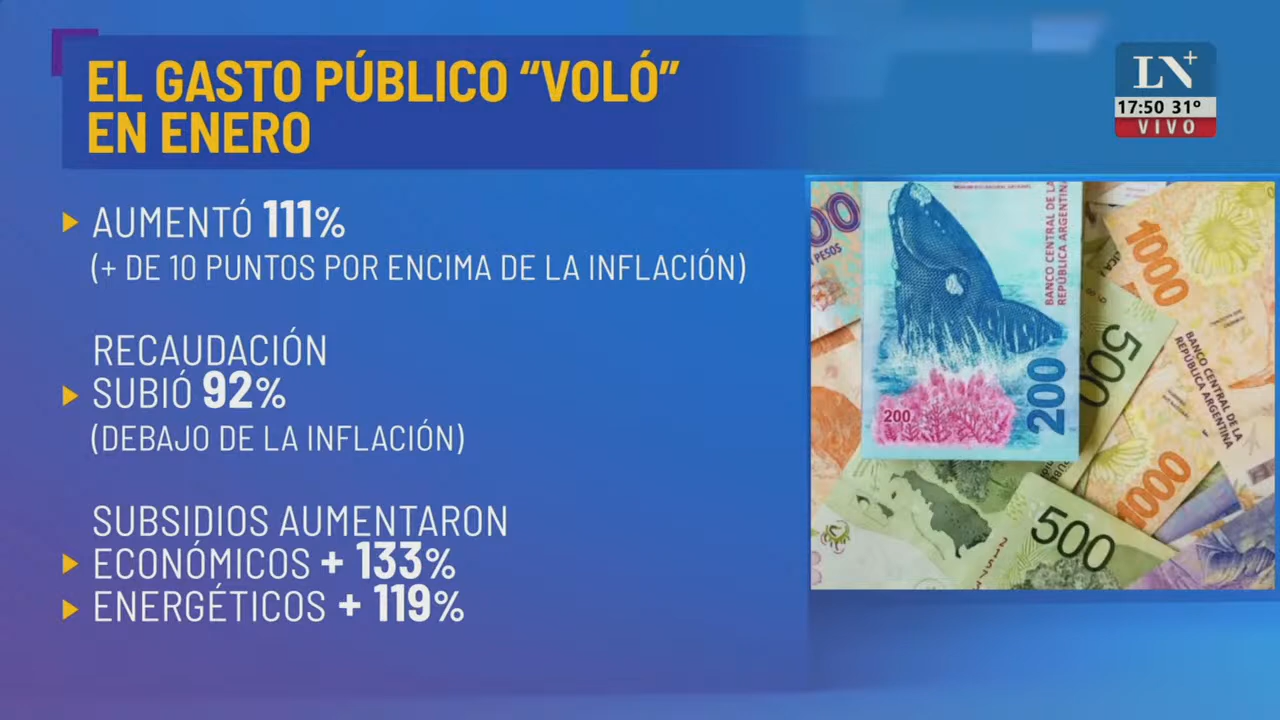 EL GASTO PÚBLICO “VOLÓ”
EN ENERO
LN+
17:50 31º
VIVO
AUMENTÓ 111%
(+ DE 10 PUNTOS POR ENCIMA DE LA INFLACIÓN)
RECAUDACIÓN
SUBIÓ 92%
(DEBAJO DE LA INFLACIÓN)
SUBSIDIOS AUMENTARON
ECONÓMICOS + 133%
ENERGÉTICOS + 119%
PESOS
BANCO CENTRAL DE LA
REPÚBLICA ARGENTINA
200
200
1000
500
BANCO CENTRAL DE LA
REPÚBLICA ARGENTINA
1000
500